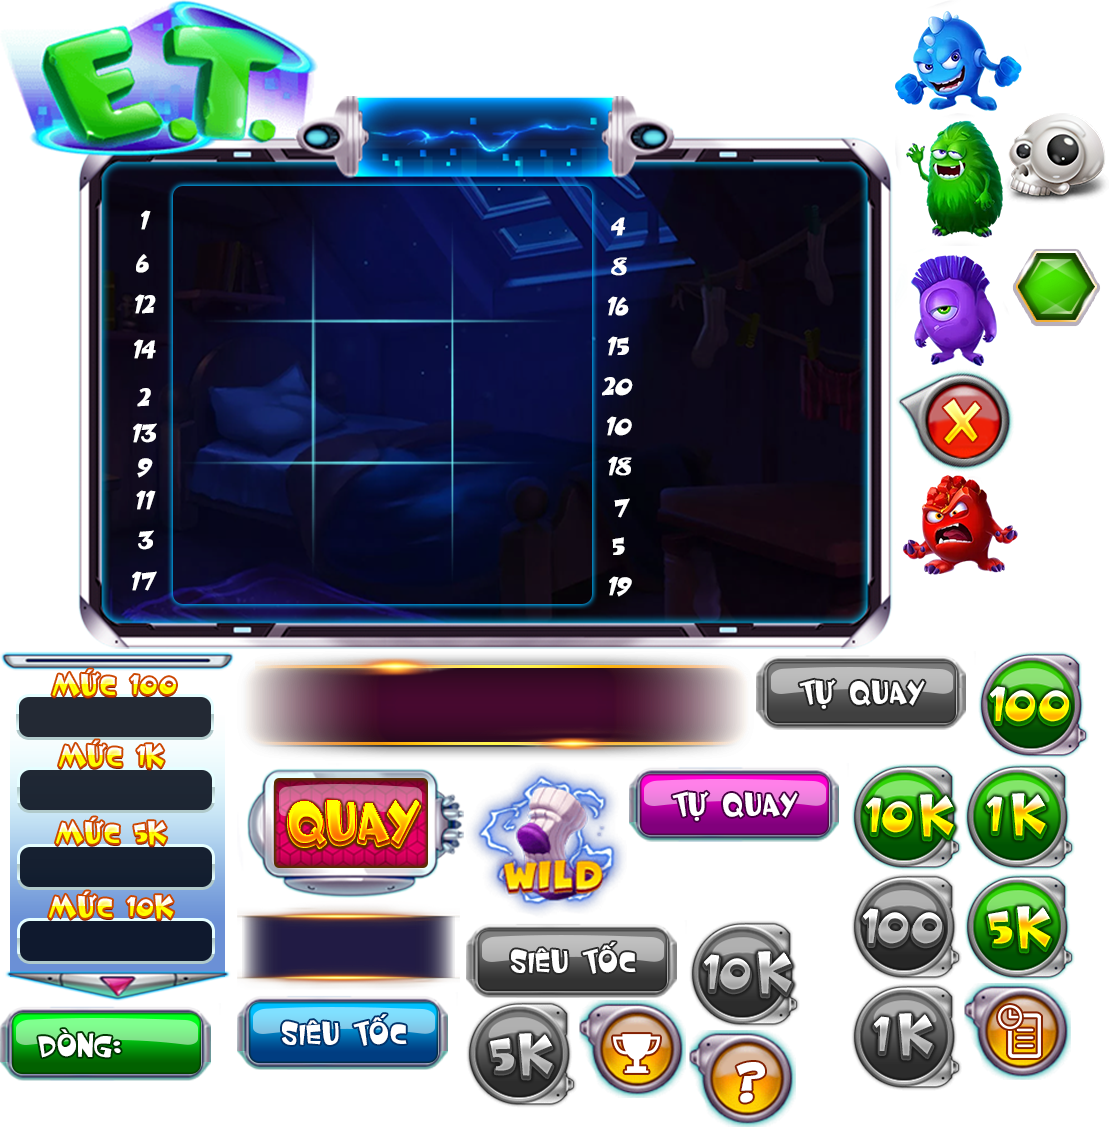 E.T.
1
6
12
14
2
13
9
11
3
17
4
8
16
15
20
10
18
7
5
19
MỨC 100
MỨC 1K
MỨC 5K
MỨC 10K
DÒNG:
QUAY
WILD
TỰ QUAY
TỰ QUAY
100
10K
1K
100
5K
SIÊU TỐC
10K
SIÊU TỐC
5K
?
1K